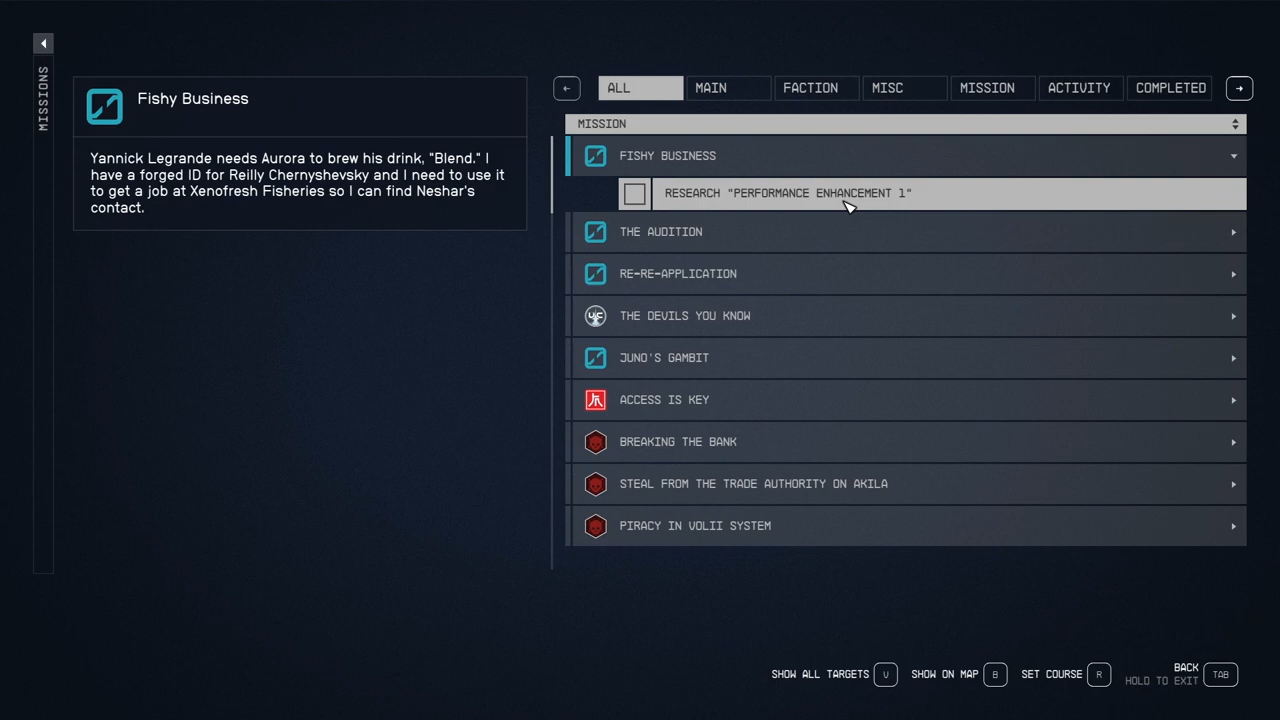 MISSIONS
Fishy Business
Yannick Legrande needs Aurora to brew his drink, "Blend." I
have a forged ID for Reilly Chernyshevsky and I need to use it
to get a job at Xenofresh Fisheries so I can find Neshar's
contact.
ALL MAIN FACTION MISC MISSION ACTIVITY COMPLETED
MISSION
FISHY BUSINESS
RESEARCH "PERFORMANCE ENHANCEMENT 1"
THE AUDITION
RE-RE-APPLICATION
THE DEVILS YOU KNOW
JUNO'S GAMBIT
ACCESS IS KEY
BREAKING THE BANK
STEAL FROM THE TRADE AUTHORITY ON AKILA
PIRACY IN VOLII SYSTEM
SHOW ALL TARGETS V SHOW ON MAP B SET COURSE R BACK TAB
HOLD TO EXIT